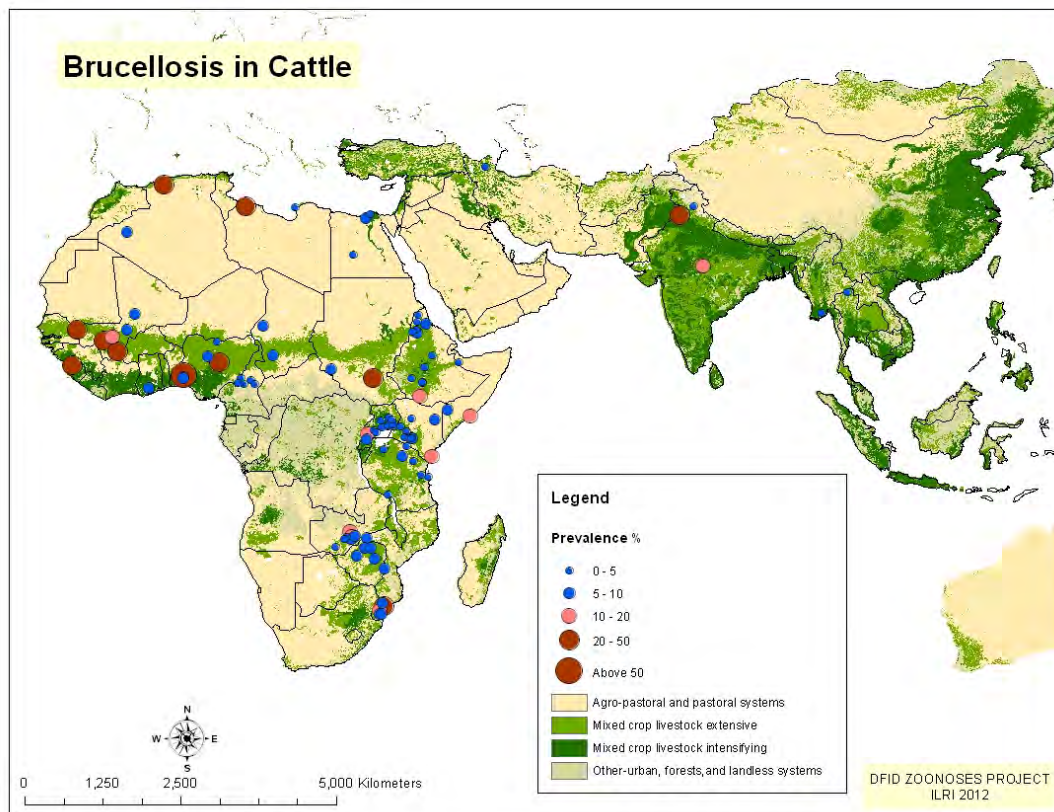 Brucellosis in Cattle
Legend
Prevalence %
0 - 5
5 - 10
10 - 20
20 - 50
Above 50
Agro-pastoral and pastoral systems
Mixed crop livestock extensive
Mixed crop livestock intensifying
Other-urban, forests,and landless systems
N
W E
S
0 1,250 2,500 5,000 Kilometers
DFID ZOONOSES PROJECT
ILRI 2012